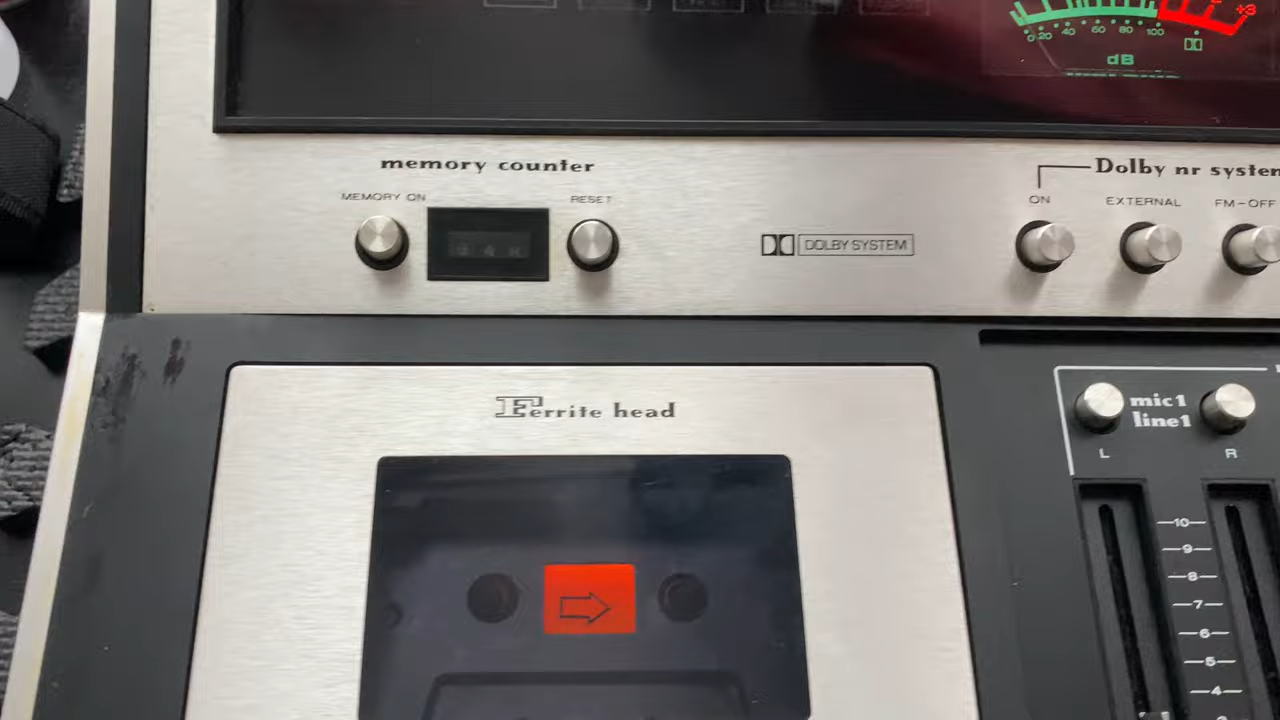 +3
0 20 40 60 80 100
dB
memory counter
MEMORY ON
RESET
DOLBY SYSTEM
Dolby nr system
ON
EXTERNAL
FM-OFF
Ferrite head
mic1
line1
L
R
10
9
8
7
6
5
4